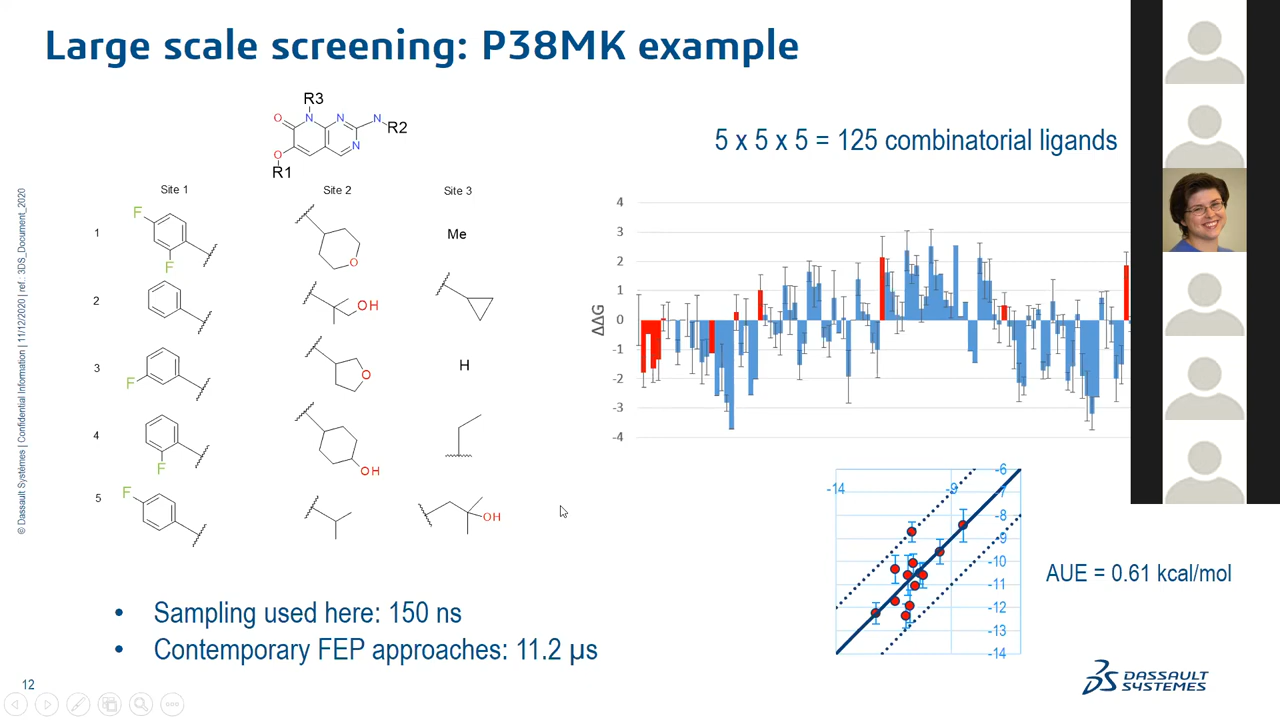 Large scale screening: P38MK example
R3
O
N
N
N
R2
N
O
R1
5 x 5 x 5 = 125 combinatorial ligands
Site 1
Site 2
Site 3
1
F
F
O
Me
2
OH
3
F
O
H
4
F
OH
5
F
OH
4
3
2
1
0
-1
-2
-3
-4
ΔΔG
-14
-9
-6
-7
-8
-9
-10
-11
-12
-13
-14
AUE = 0.61 kcal/mol
• Sampling used here: 150 ns
• Contemporary FEP approaches: 11.2 µs
© Dassault Systèmes | Confidential Information | 11/12/2020 | ref.: 3DS_Document_2020
12
3DS DASSAULT
SYSTEMES